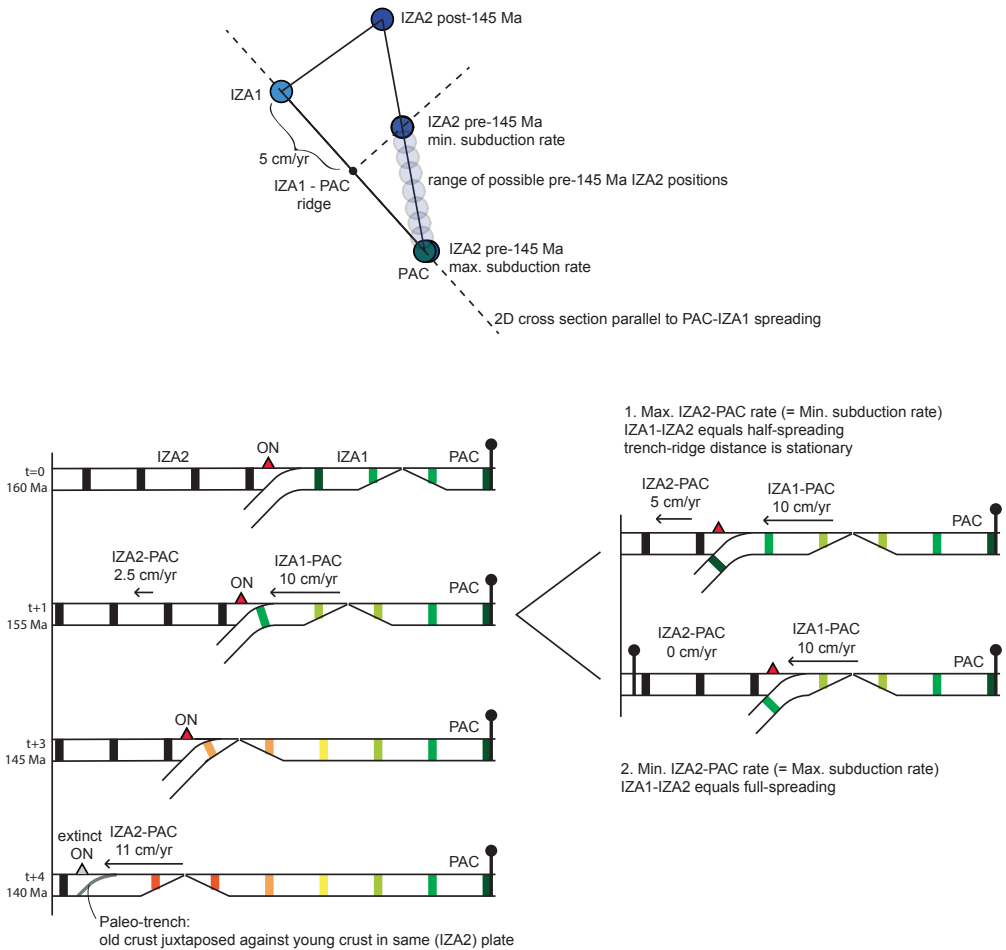 IZA2 post-145 Ma
IZA1
IZA2 pre-145 Ma
min. subduction rate
5 cm/yr
IZA1 - PAC
ridge
range of possible pre-145 Ma IZA2 positions
IZA2 pre-145 Ma
max. subduction rate
PAC
2D cross section parallel to PAC-IZA1 spreading
ON
IZA2
IZA1
PAC
t=0
160 Ma
IZA2-PAC
2.5 cm/yr
ON
IZA1-PAC
10 cm/yr
PAC
t+1
155 Ma
ON
PAC
t+3
145 Ma
extinct
ON
IZA2-PAC
11 cm/yr
PAC
t+4
140 Ma
Paleo-trench:
old crust juxtaposed against young crust in same (IZA2) plate
1. Max. IZA2-PAC rate (= Min. subduction rate)
IZA1-IZA2 equals half-spreading
trench-ridge distance is stationary
IZA2-PAC
5 cm/yr
IZA1-PAC
10 cm/yr
PAC
IZA2-PAC
0 cm/yr
IZA1-PAC
10 cm/yr
PAC
2. Min. IZA2-PAC rate (= Max. subduction rate)
IZA1-IZA2 equals full-spreading